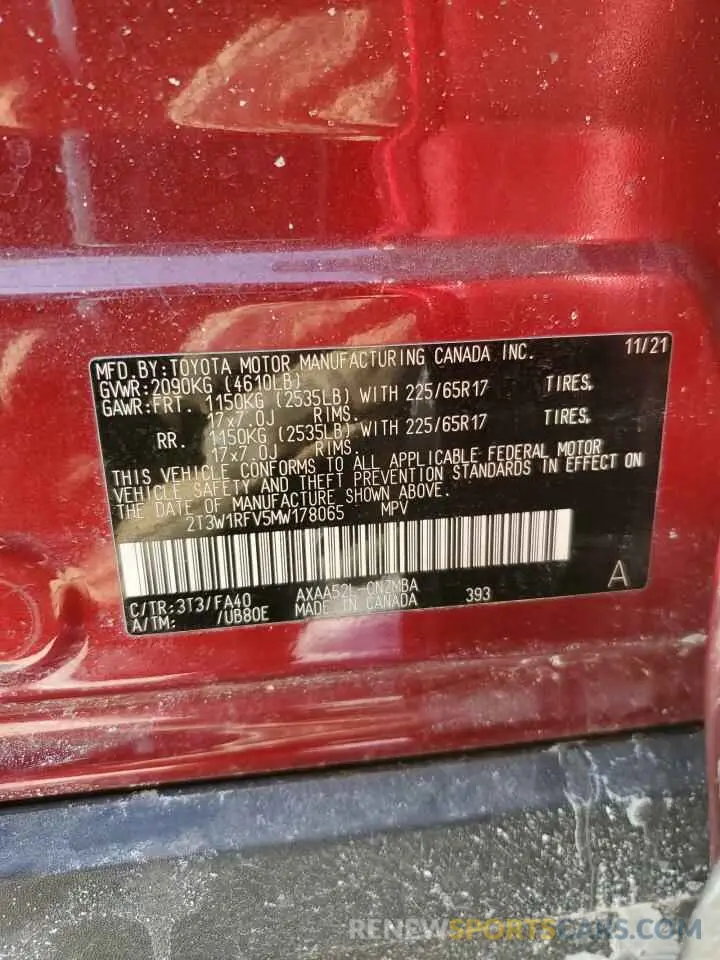 MFD.BY:TOYOTA MOTOR MANUFACTURING CANADA INC. 11/21
GVWR:2090KG (4610LB)
GAWR:FRT. 1150KG (2535LB) WITH 225/65R17 TIRES,
17x7.0J RIMS.
RR. 1150KG (2535LB) WITH 225/65R17 TIRES,
17x7.0J RIMS.
THIS VEHICLE CONFORMS TO ALL APPLICABLE FEDERAL MOTOR
VEHICLE SAFETY AND THEFT PREVENTION STANDARDS IN EFFECT ON
THE DATE OF MANUFACTURE SHOWN ABOVE.
2T3W1RFV5MW178065 MPV
C/TR:3T3/FA40 AXAA52L-CNZMBA 393 A
A/TM: /UB80E MADE IN CANADA
RENEWSPORTSCARS.COM